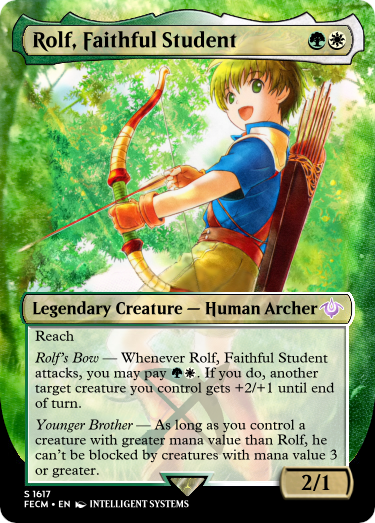 Rolf, Faithful Student
Legendary Creature — Human Archer
Reach
Rolf's Bow — Whenever Rolf, Faithful Student
attacks, you may pay . If you do, another
target creature you control gets +2/+1 until end
of turn.
Younger Brother — As long as you control a
creature with greater mana value than Rolf, he
can't be blocked by creatures with mana value 3
or greater.
2/1
S 1617
FECM • EN INTELLIGENT SYSTEMS